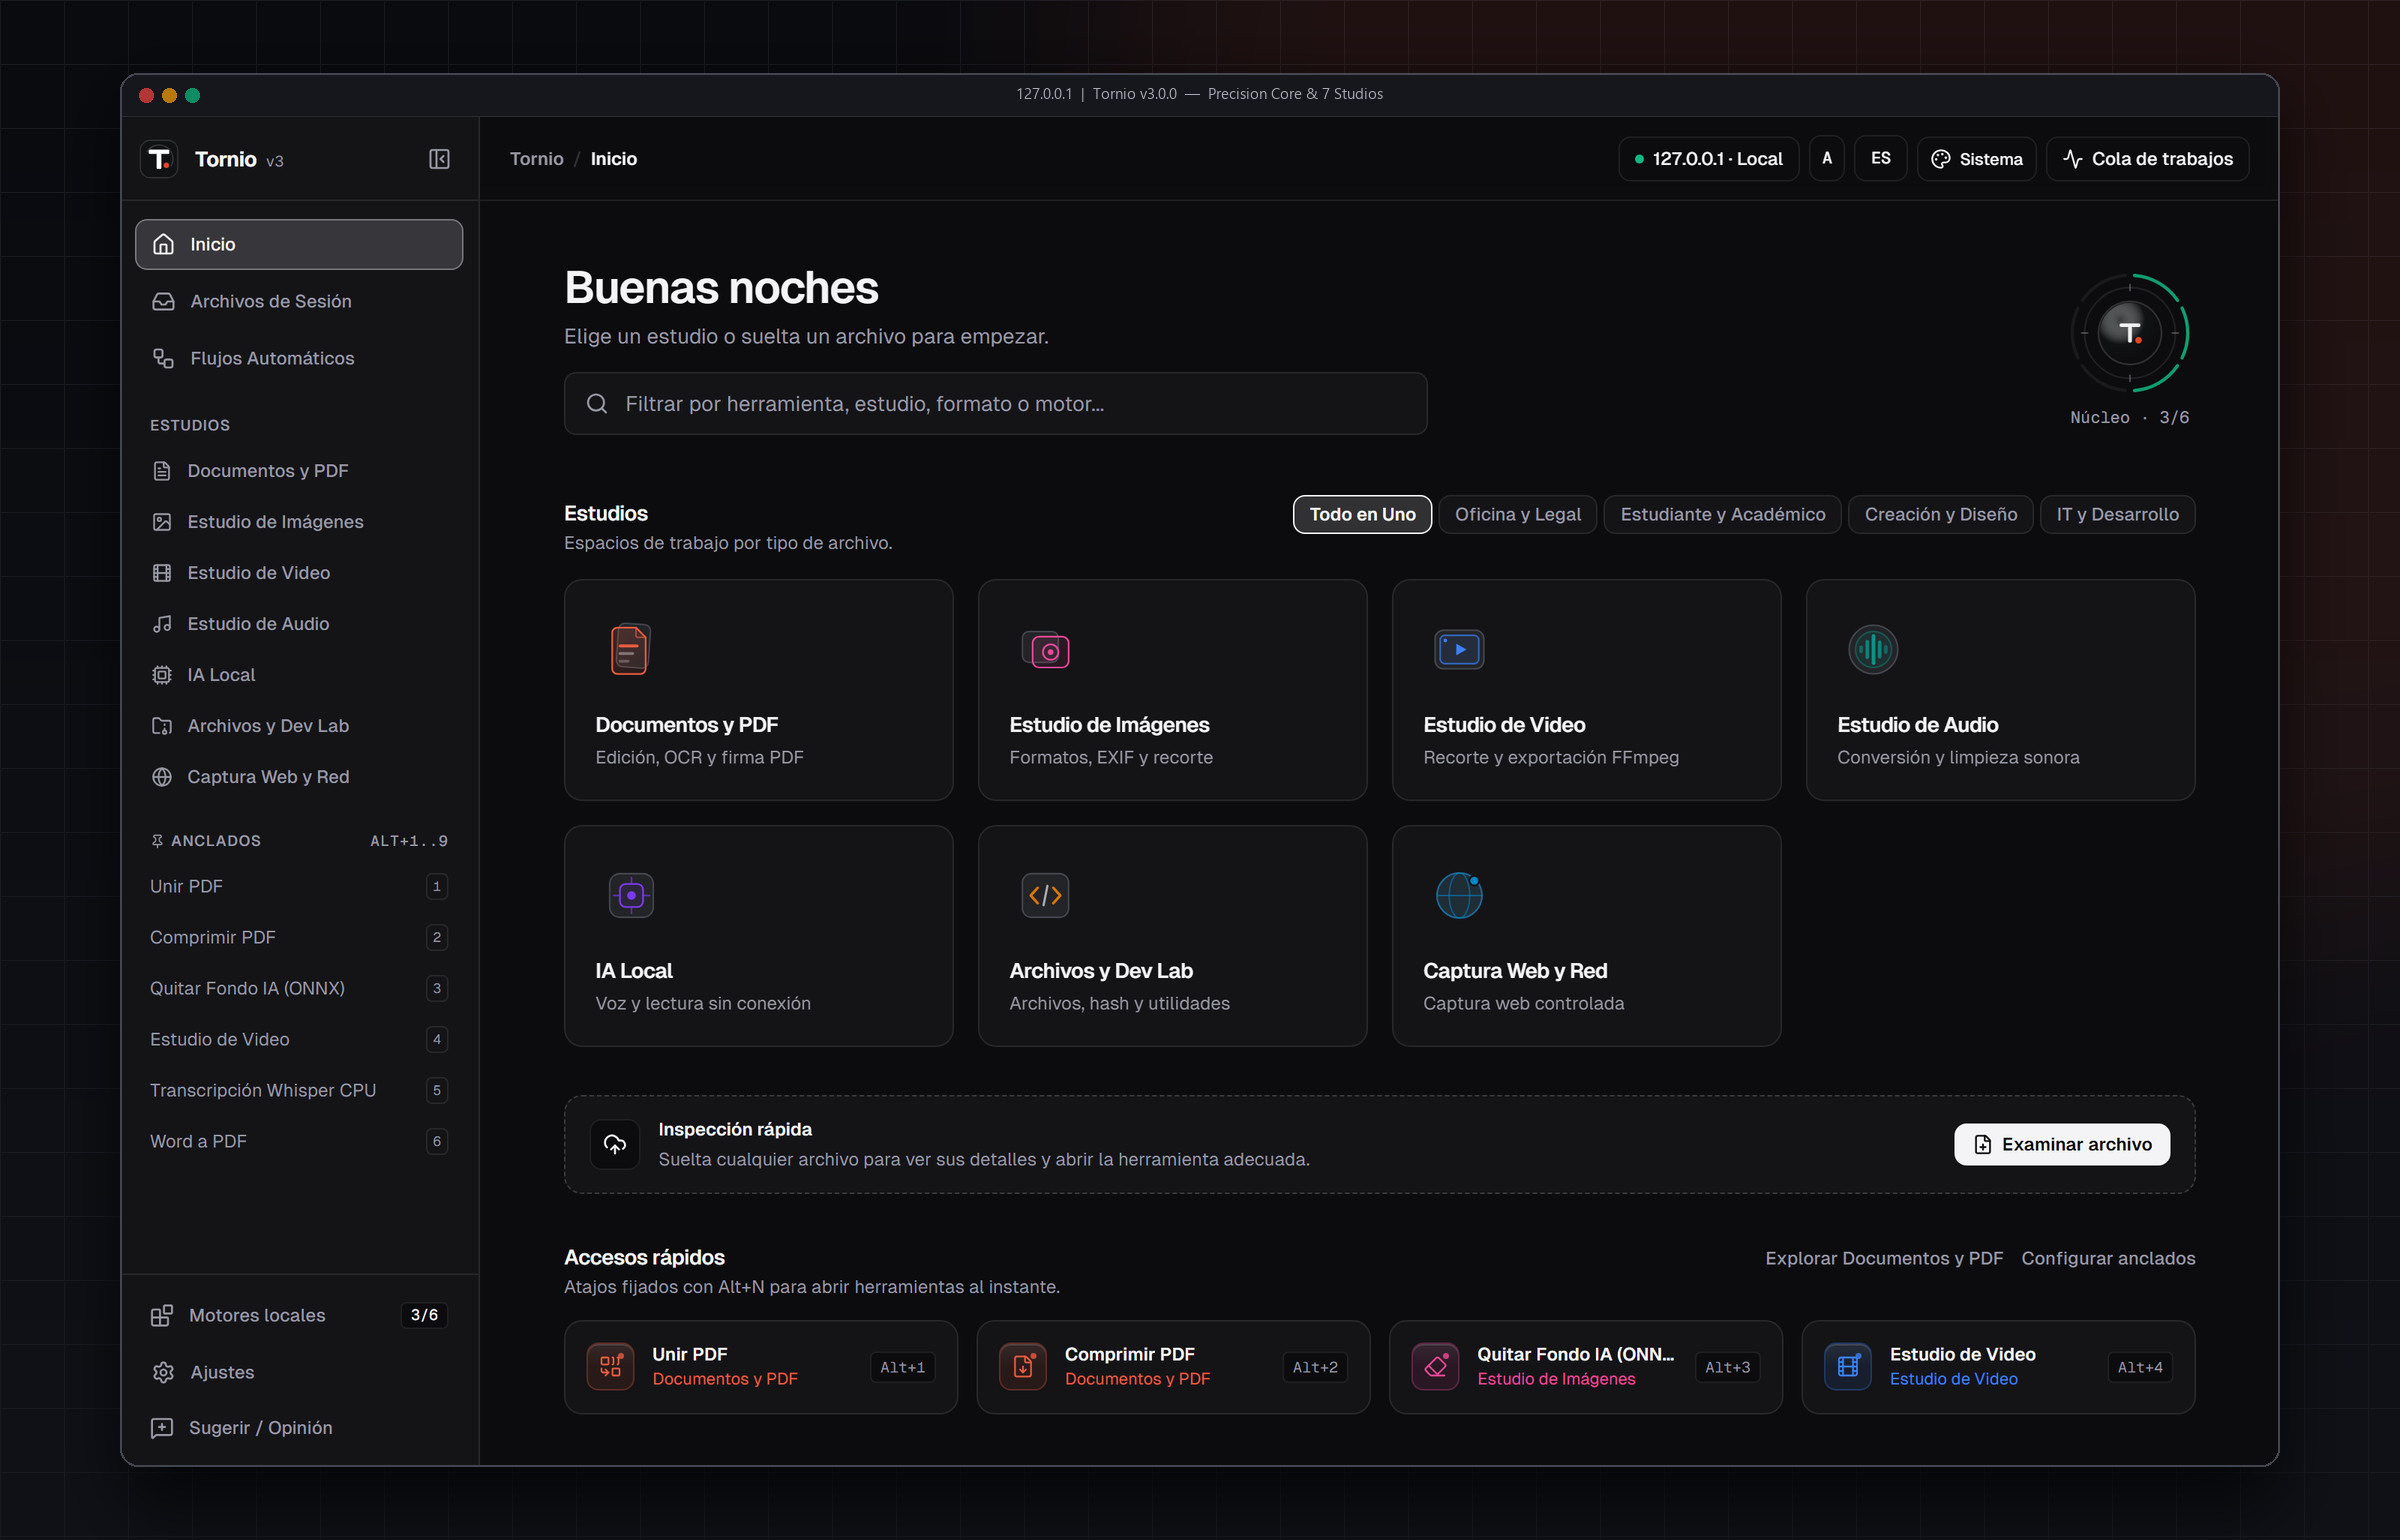 127.0.0.1 | Tornio v3.0.0 — Precision Core & 7 Studios
T. Tornio v3
Tornio / Inicio
127.0.0.1 · Local
A
ES
Sistema
Cola de trabajos
Inicio
Archivos de Sesión
Flujos Automáticos
ESTUDIOS
Documentos y PDF
Estudio de Imágenes
Estudio de Video
Estudio de Audio
IA Local
Archivos y Dev Lab
Captura Web y Red
ANCLADOS ALT+1..9
Unir PDF 1
Comprimir PDF 2
Quitar Fondo IA (ONNX) 3
Estudio de Video 4
Transcripción Whisper CPU 5
Word a PDF 6
Motores locales 3/6
Ajustes
Sugerir / Opinión
Buenas noches
Elige un estudio o suelta un archivo para empezar.
Filtrar por herramienta, estudio, formato o motor...
T.
Núcleo · 3/6
Estudios
Espacios de trabajo por tipo de archivo.
Todo en Uno
Oficina y Legal
Estudiante y Académico
Creación y Diseño
IT y Desarrollo
Documentos y PDF
Edición, OCR y firma PDF
Estudio de Imágenes
Formatos, EXIF y recorte
Estudio de Video
Recorte y exportación FFmpeg
Estudio de Audio
Conversión y limpieza sonora
IA Local
Voz y lectura sin conexión
Archivos y Dev Lab
Archivos, hash y utilidades
Captura Web y Red
Captura web controlada
Inspección rápida
Suelta cualquier archivo para ver sus detalles y abrir la herramienta adecuada.
Examinar archivo
Accesos rápidos
Atajos fijados con Alt+N para abrir herramientas al instante.
Explorar Documentos y PDF
Configurar anclados
Unir PDF
Documentos y PDF
Alt+1
Comprimir PDF
Documentos y PDF
Alt+2
Quitar Fondo IA (ONN...
Estudio de Imágenes
Alt+3
Estudio de Video
Estudio de Video
Alt+4